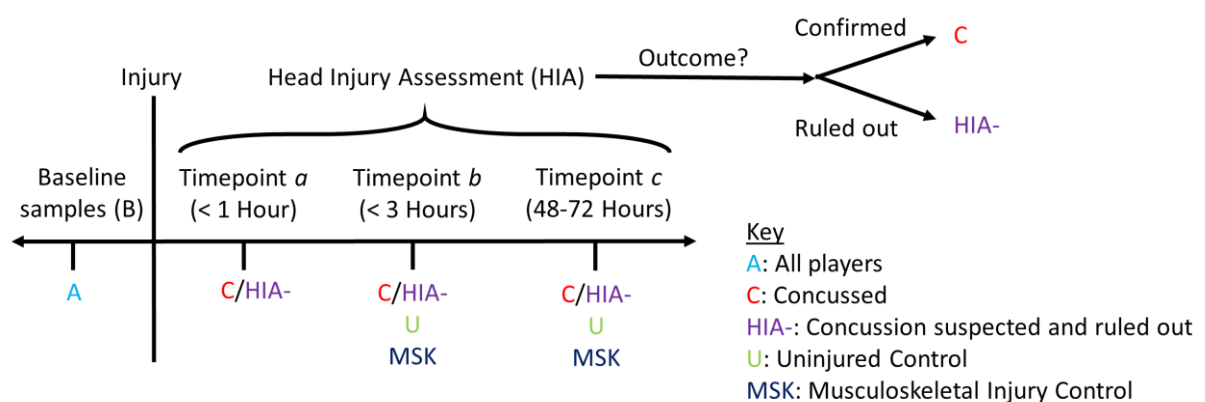 Confirmed
C
Outcome?
Injury
Head Injury Assessment (HIA)
Ruled out
HIA-
Baseline
samples (B)
Timepoint a
(< 1 Hour)
Timepoint b
(< 3 Hours)
Timepoint c
(48-72 Hours)
A
C/HIA-
C/HIA-
U
MSK
C/HIA-
U
MSK
Key
A: All players
C: Concussed
HIA-: Concussion suspected and ruled out
U: Uninjured Control
MSK: Musculoskeletal Injury Control